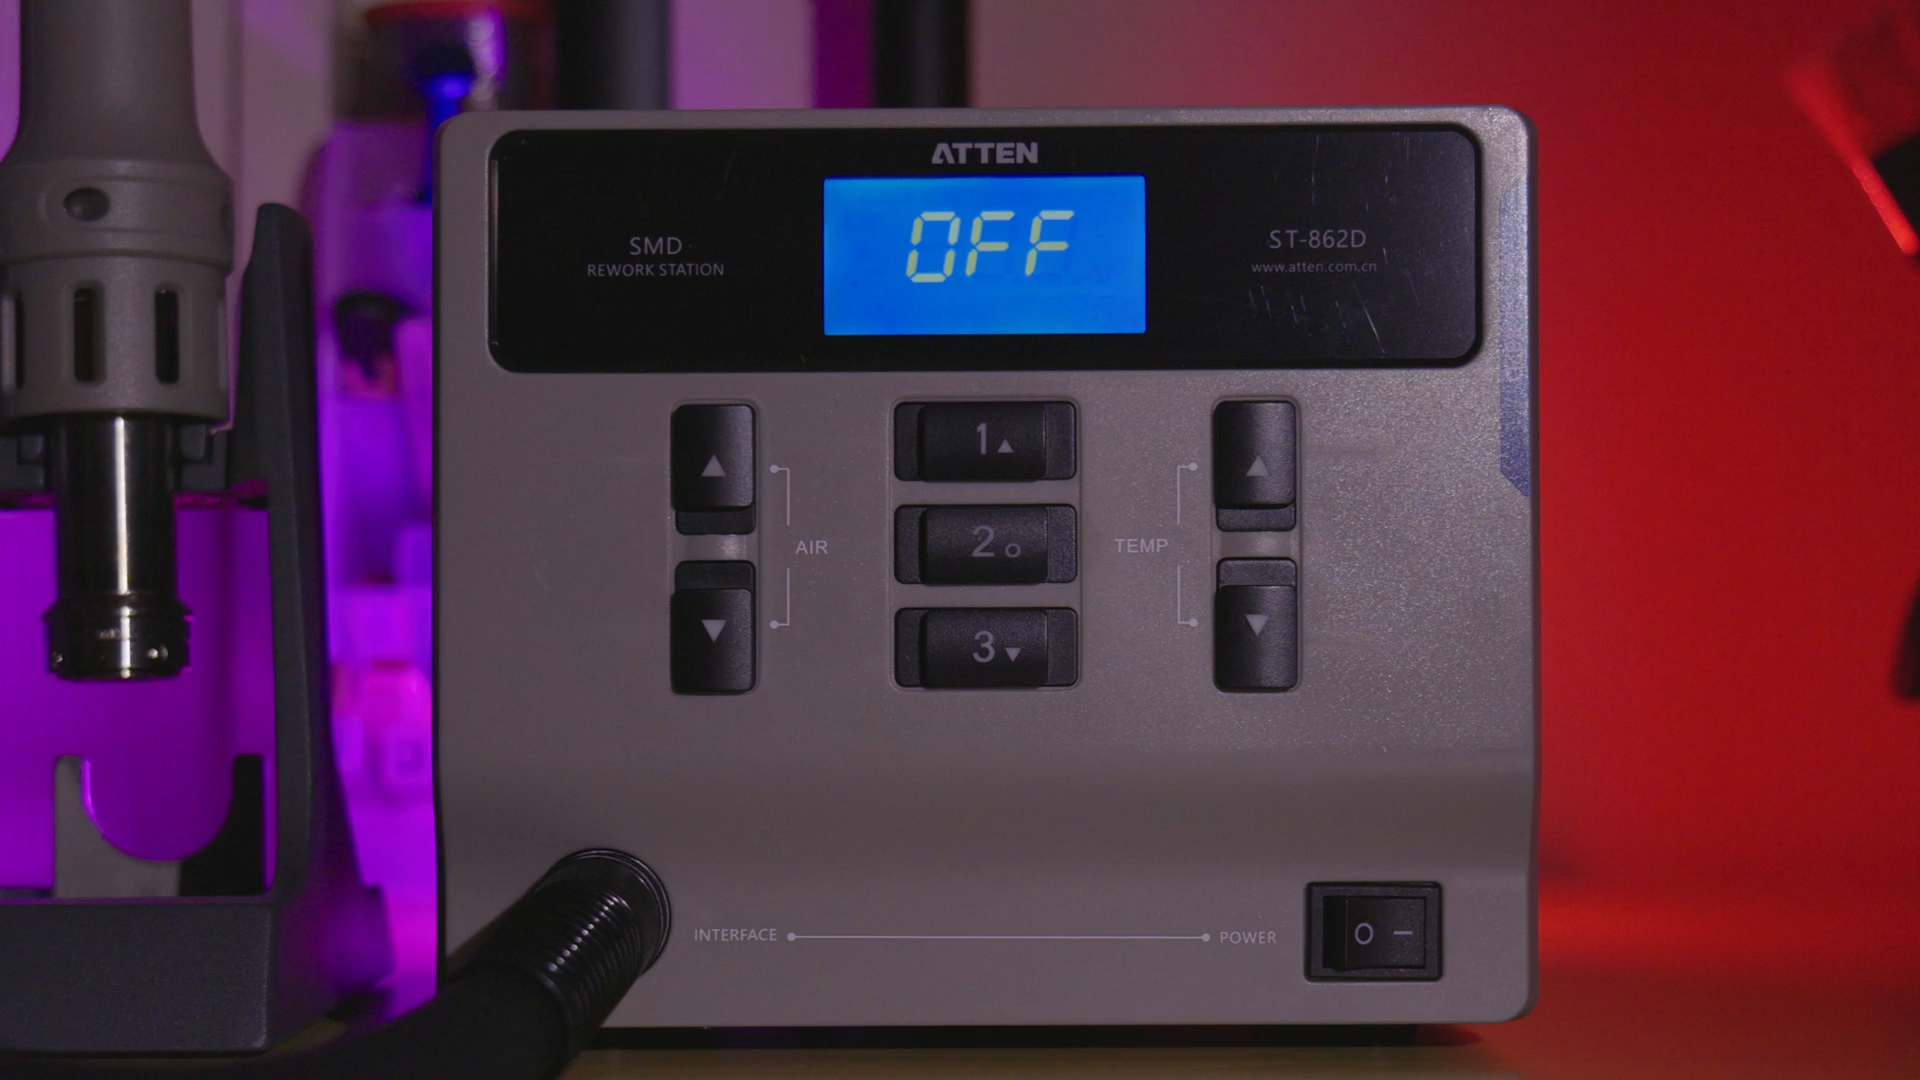 ATTEN
SMD
REWORK STATION
OFF
ST-862D
www.atten.com.cn
1
2
3
AIR
TEMP
INTERFACE
POWER
O –